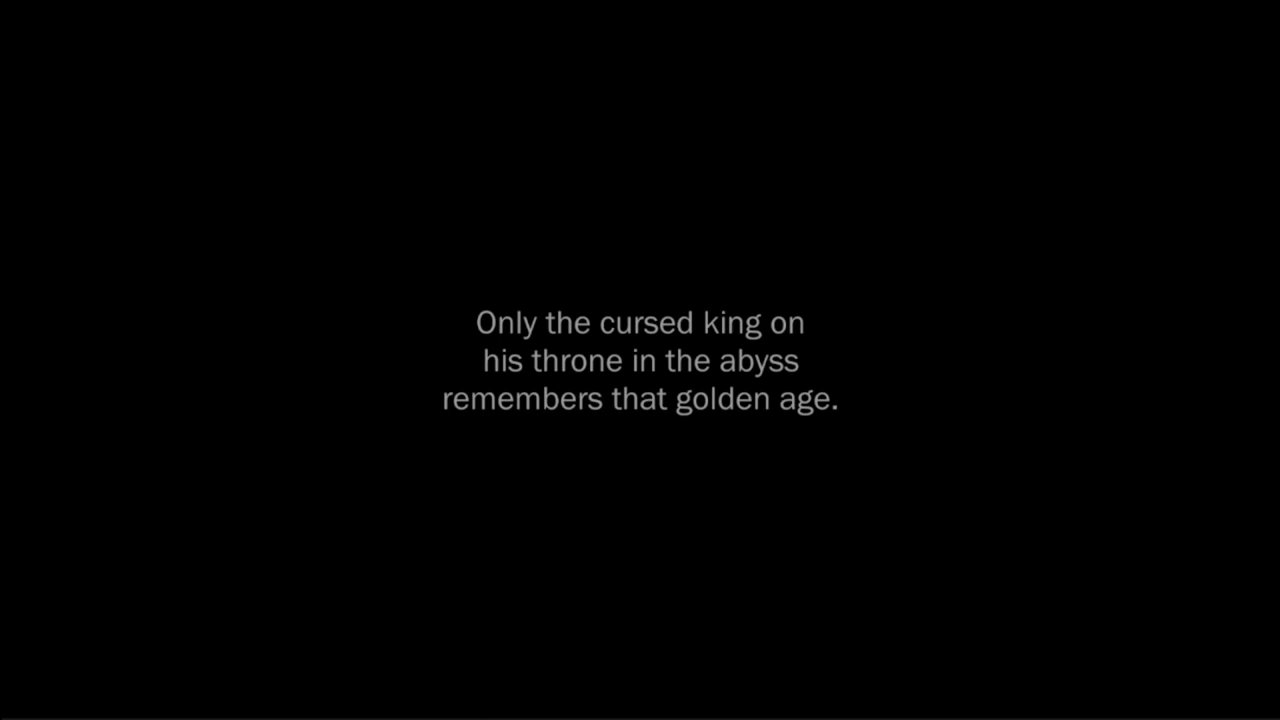 Only the cursed king on
his throne in the abyss
remembers that golden age.